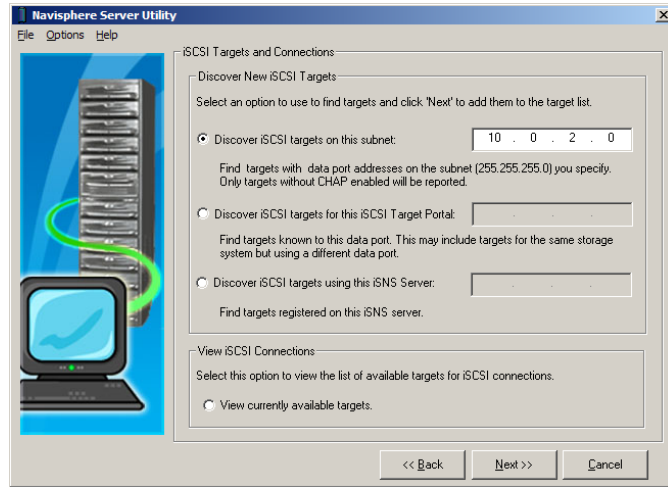 Navisphere Server Utility
File Options Help
iSCSI Targets and Connections
Discover New iSCSI Targets
Select an option to use to find targets and click 'Next' to add them to the target list.
Discover iSCSI targets on this subnet: 10 . 0 . 2 . 0
Find targets with data port addresses on the subnet (255.255.255.0) you specify.
Only targets without CHAP enabled will be reported.
Discover iSCSI targets for this iSCSI Target Portal: . . .
Find targets known to this data port. This may include targets for the same storage
system but using a different data port.
Discover iSCSI targets using this iSNS Server: . . .
Find targets registered on this iSNS server.
View iSCSI Connections
Select this option to view the list of available targets for iSCSI connections.
View currently available targets.
<< Back Next >> Cancel